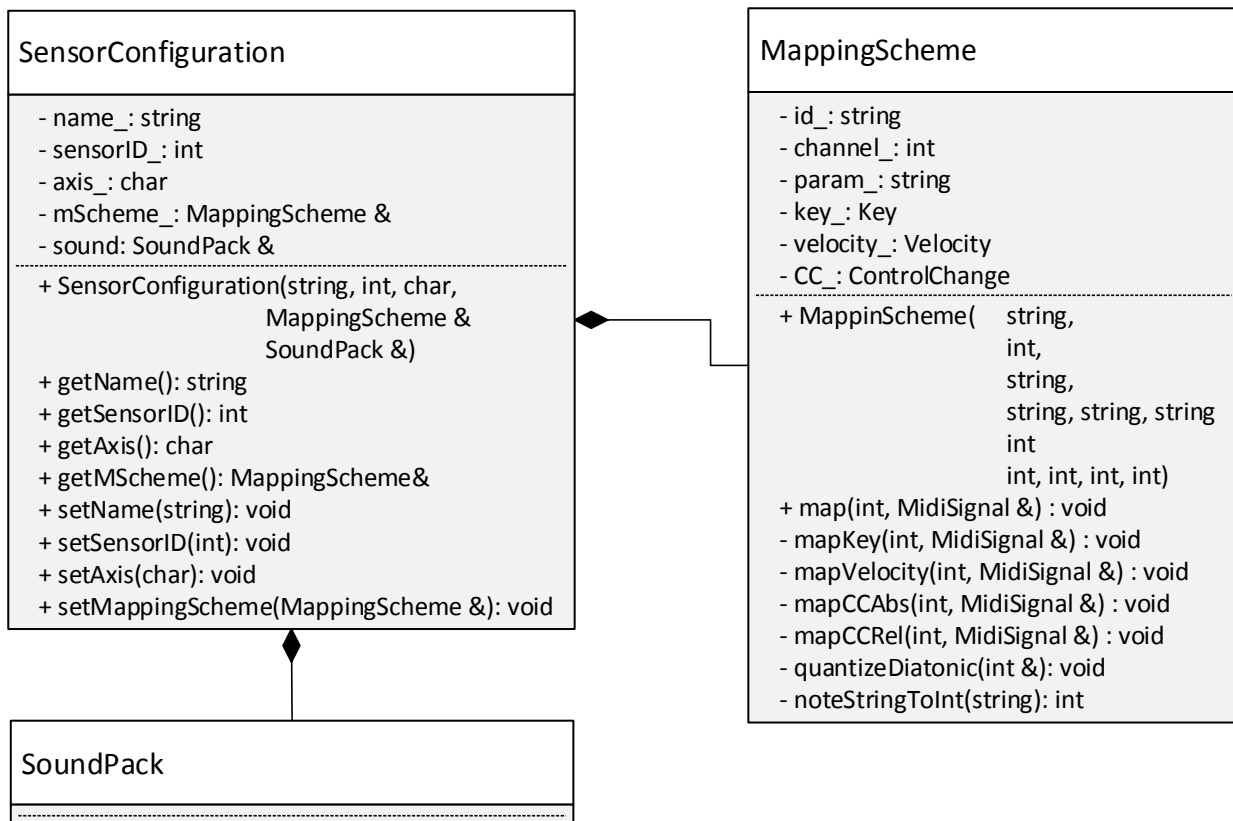 SensorConfiguration
- name_: string
- sensorID_: int
- axis_: char
- mScheme_: MappingScheme &
- sound: SoundPack &
+ SensorConfiguration(string, int, char,
MappingScheme &
SoundPack &)
+ getName(): string
+ getSensorID(): int
+ getAxis(): char
+ getMScheme(): MappingScheme&
+ setName(string): void
+ setSensorID(int): void
+ setAxis(char): void
+ setMappingScheme(MappingScheme &): void
MappingScheme
- id_: string
- channel_: int
- param_: string
- key_: Key
- velocity_: Velocity
- CC_: ControlChange
+ MappinScheme( string,
int,
string,
string, string, string
int
int, int, int, int)
+ map(int, MidiSignal &) : void
- mapKey(int, MidiSignal &) : void
- mapVelocity(int, MidiSignal &) : void
- mapCCAbs(int, MidiSignal &) : void
- mapCCRel(int, MidiSignal &) : void
- quantizeDiatonic(int &): void
- noteStringToInt(string): int
SoundPack